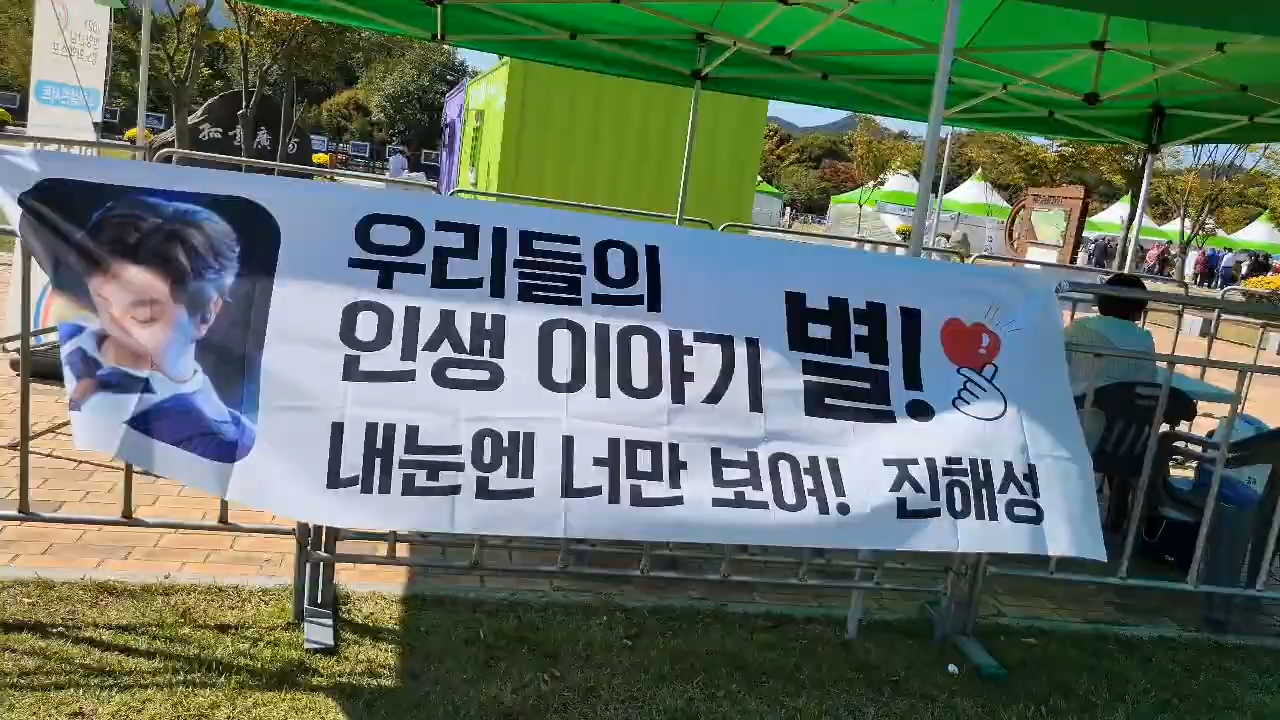 우리들의
인생 이야기 별!
내눈엔 너만 보여! 진해성